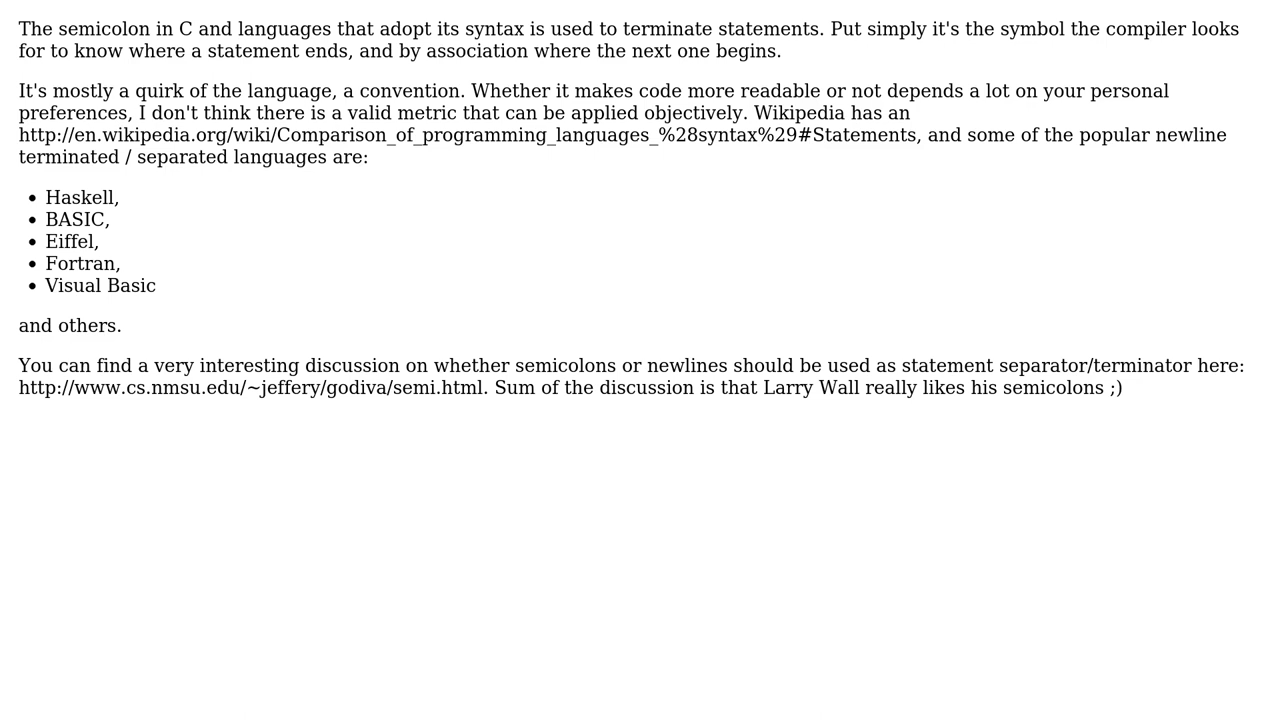 The semicolon in C and languages that adopt its syntax is used to terminate statements. Put simply it's the symbol the compiler looks
for to know where a statement ends, and by association where the next one begins.
It's mostly a quirk of the language, a convention. Whether it makes code more readable or not depends a lot on your personal
preferences, I don't think there is a valid metric that can be applied objectively. Wikipedia has an
http://en.wikipedia.org/wiki/Comparison_of_programming_languages_%28syntax%29#Statements, and some of the popular newline
terminated / separated languages are:
• Haskell,
• BASIC,
• Eiffel,
• Fortran,
• Visual Basic
and others.
You can find a very interesting discussion on whether semicolons or newlines should be used as statement separator/terminator here:
http://www.cs.nmsu.edu/~jeffery/godiva/semi.html. Sum of the discussion is that Larry Wall really likes his semicolons ;)